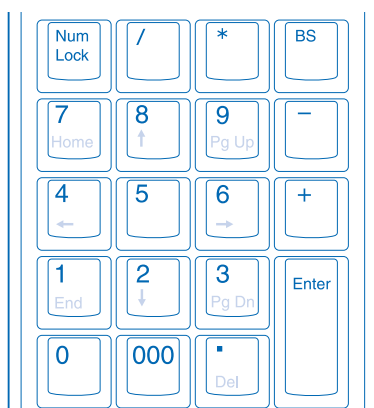 Num
Lock
/
*
BS
7
Home
8
↑
9
Pg Up
−
4
←
5
6
→
+
1
End
2
↓
3
Pg Dn
Enter
0
000
.
Del